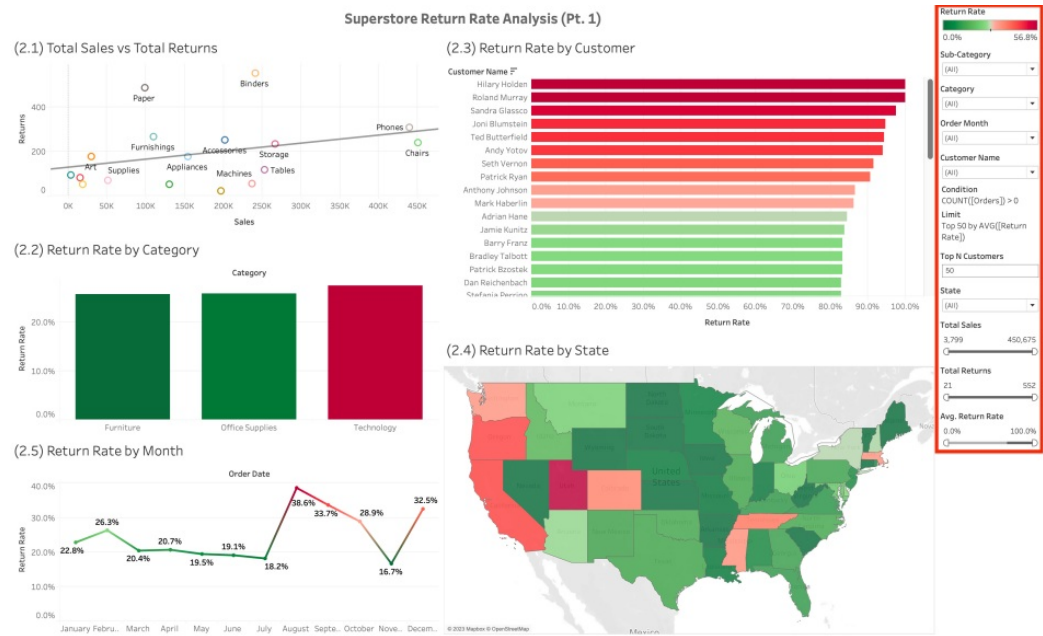 Superstore Return Rate Analysis (Pt. 1)
(2.1) Total Sales vs Total Returns
Returns
400
200
0
Binders
Paper
Phones
Furnishings
Accessories
Storage
Chairs
Art
Supplies
Appliances
Machines
Tables
0K 50K 100K 150K 200K 250K 300K 350K 400K 450K
Sales
(2.2) Return Rate by Category
Category
Return Rate
20.0%
10.0%
0.0%
Furniture Office Supplies Technology
(2.5) Return Rate by Month
Order Date
Return Rate
40.0%
30.0%
20.0%
10.0%
0.0%
22.8%
26.3%
20.4%
20.7%
19.5%
19.1%
18.2%
38.6%
33.7%
28.9%
16.7%
32.5%
January Febru.. March April May June July August Septe.. October Nove.. Decem..
(2.3) Return Rate by Customer
Customer Name
Hilary Holden
Roland Murray
Sandra Glassco
Joni Blumstein
Ted Butterfield
Andy Yotov
Seth Vernon
Patrick Ryan
Anthony Johnson
Mark Haberlin
Adrian Hane
Jamie Kunitz
Barry Franz
Bradley Talbott
Patrick Bzostek
Dan Reichenbach
Stefania Perrino
0.0% 10.0% 20.0% 30.0% 40.0% 50.0% 60.0% 70.0% 80.0% 90.0% 100.0%
Return Rate
(2.4) Return Rate by State
United
States
Mexico
© 2023 Mapbox © OpenStreetMap
Return Rate
0.0% 56.8%
Sub-Category
(All)
Category
(All)
Order Month
(All)
Customer Name
(All)
Condition
COUNT([Orders]) > 0
Limit
Top 50 by AVG([Return
Rate])
Top N Customers
50
State
(All)
Total Sales
3,799 450,675
Total Returns
21 552
Avg. Return Rate
0.0% 100.0%